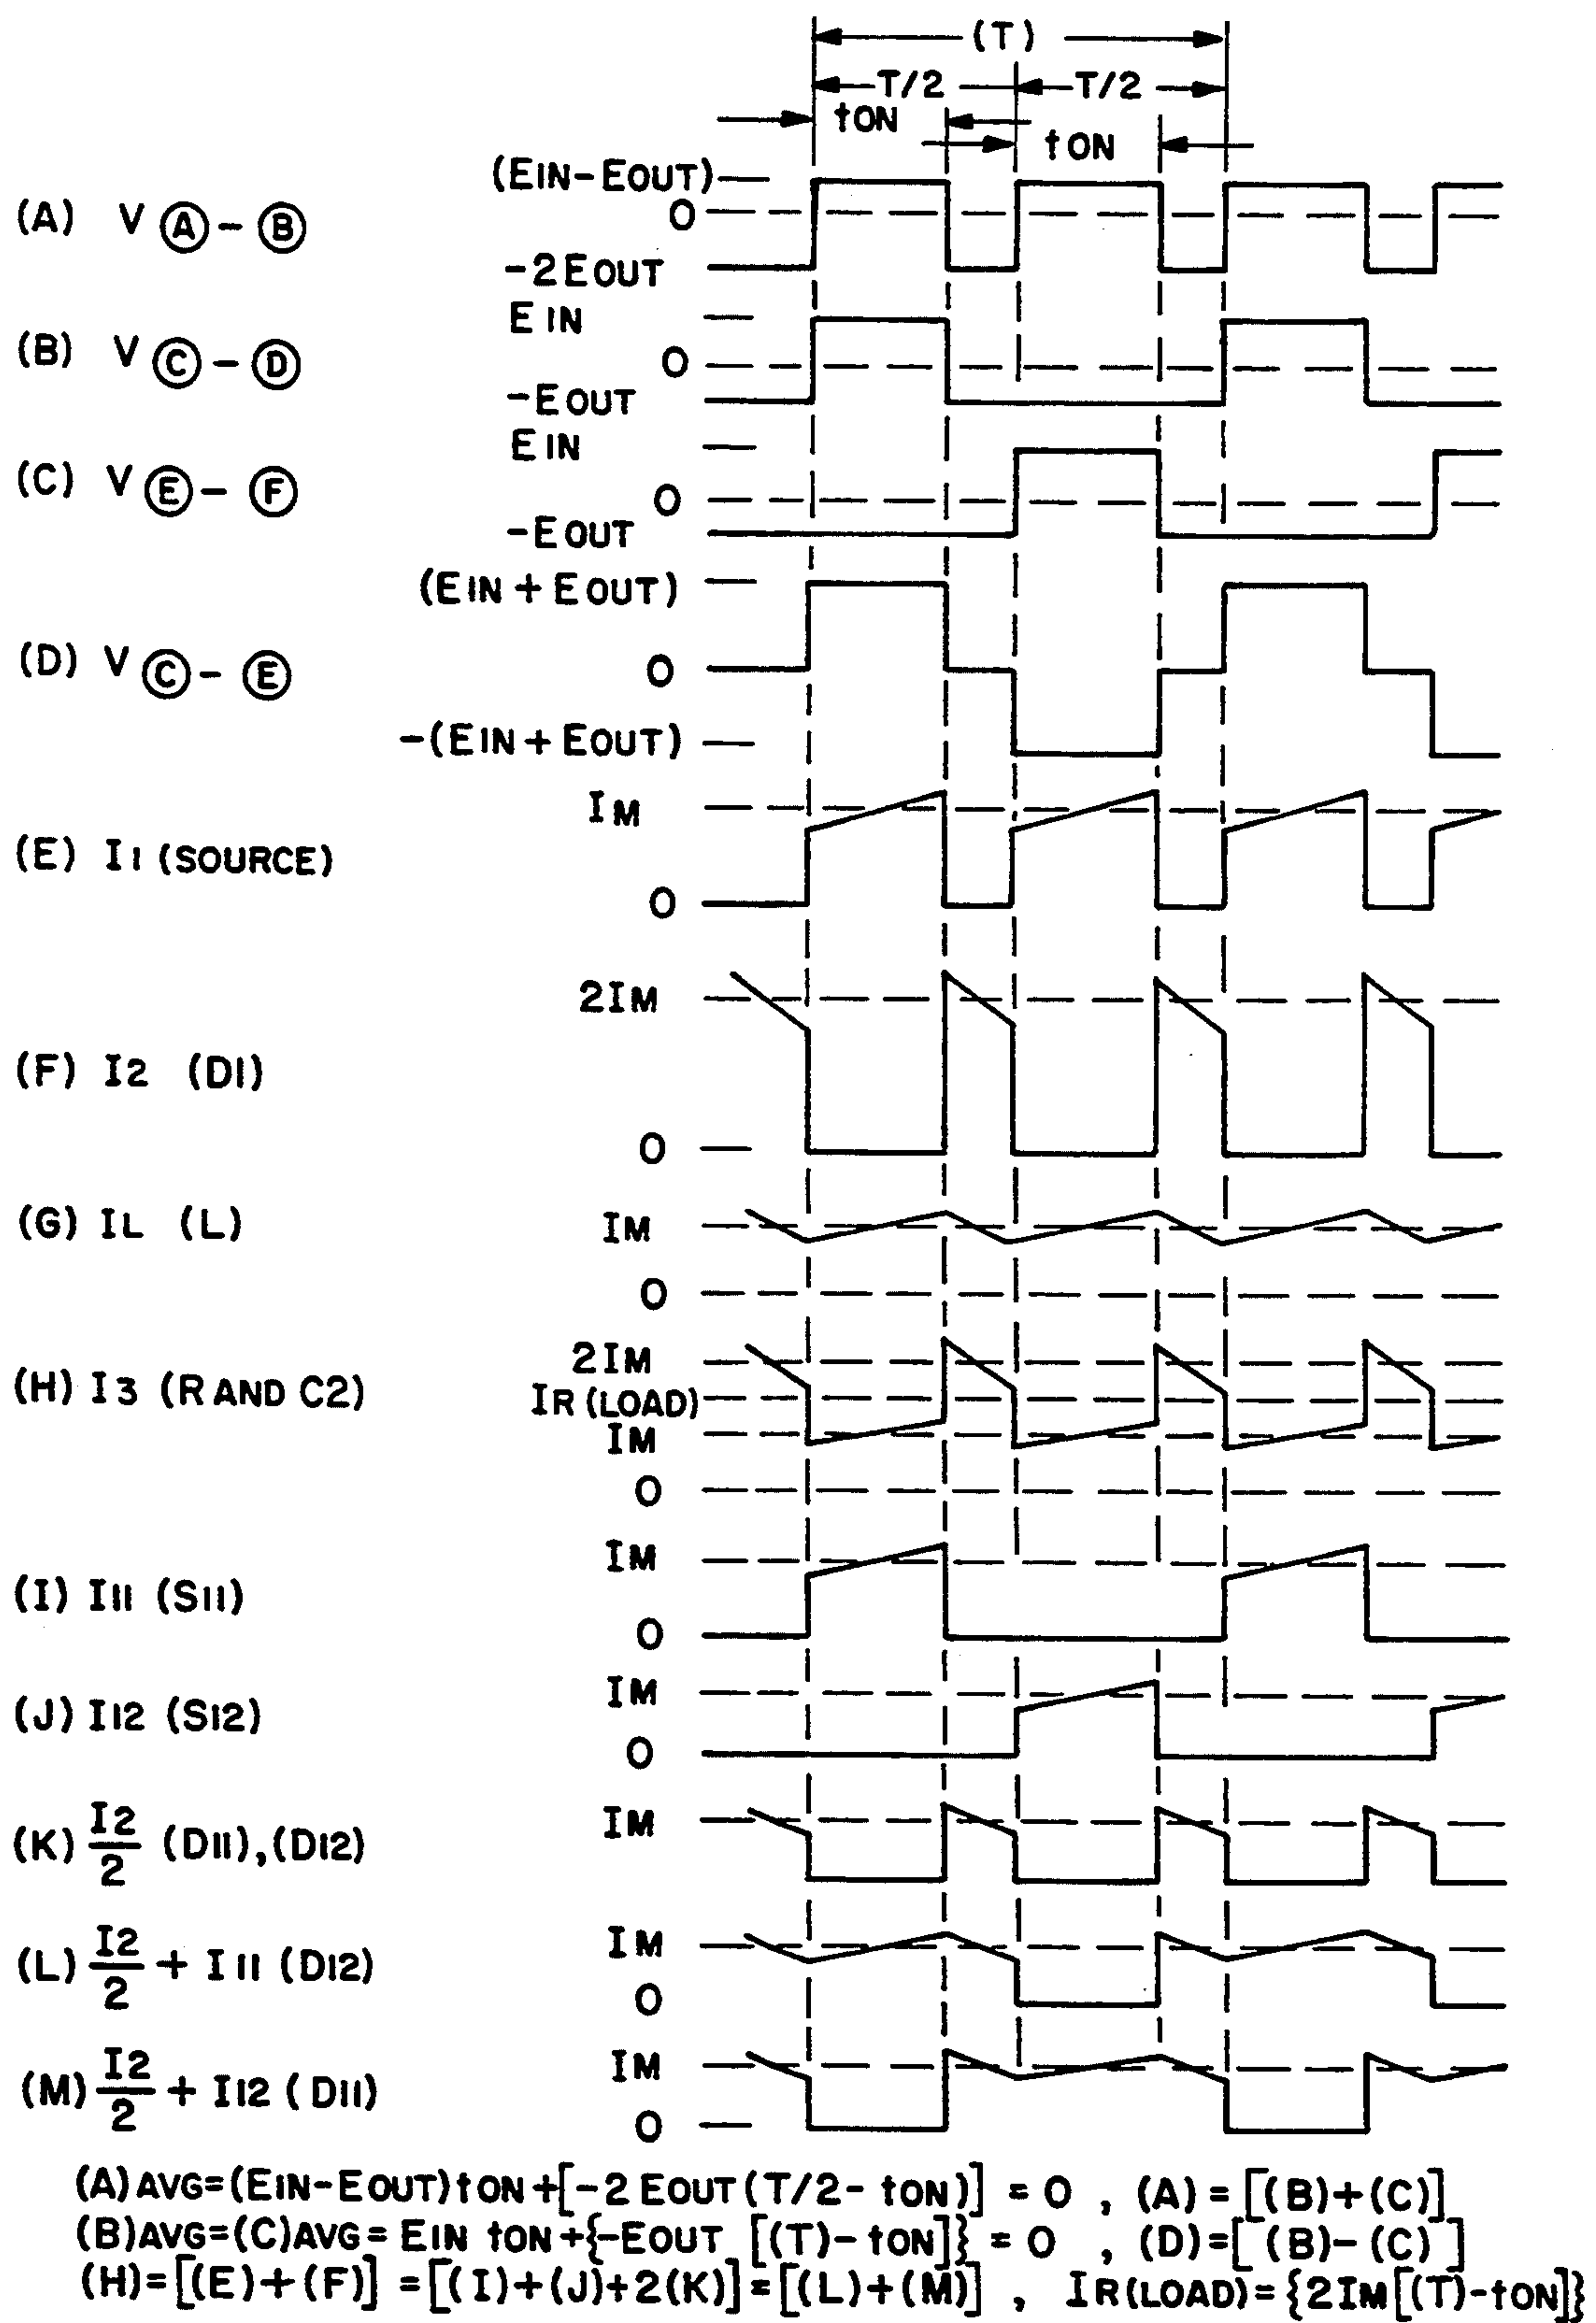 (T)
T/2 T/2
tON
tON
(EIN-EOUT)
(A) V Ⓐ - Ⓑ
0
-2EOUT
EIN
(B) V Ⓒ - Ⓓ
0
-EOUT
EIN
(C) V Ⓔ - Ⓕ
0
-EOUT
(EIN + EOUT)
(D) V Ⓒ - Ⓔ
0
-(EIN + EOUT)
IM
(E) I1 (SOURCE)
0
2IM
(F) I2 (D1)
0
(G) IL (L)
IM
0
2IM
(H) I3 (R AND C2)
IR (LOAD)
IM
0
IM
(I) I11 (S11)
0
IM
(J) I12 (S12)
0
(K) I2/2 (D11), (D12)
IM
IM
(L) I2/2 + I11 (D12)
0
IM
(M) I2/2 + I12 (D11)
0
(A) AVG=(EIN-EOUT)tON+[-2EOUT(T/2-tON)] = 0 , (A)=[(B)+(C)]
(B)AVG=(C)AVG= EIN tON+{-EOUT [(T)-tON]} = 0 , (D)=[(B)-(C)]
(H)=[(E)+(F)] =[(I)+(J)+2(K)]=[(L)+(M)] , IR(LOAD)={2IM[(T)-tON]}